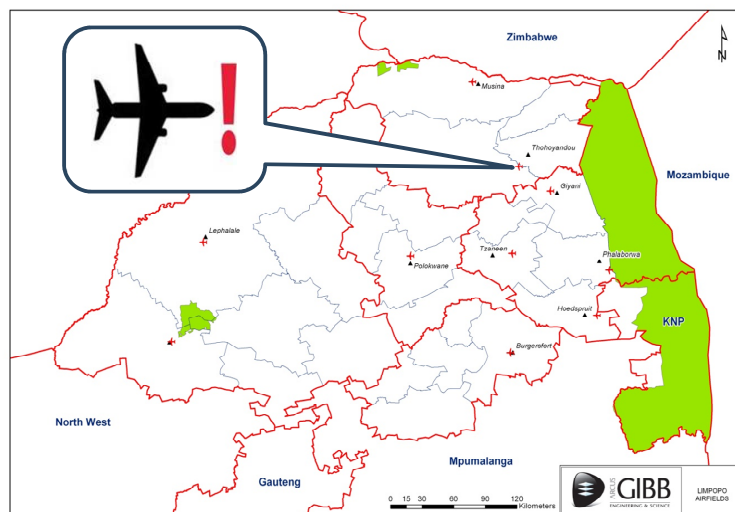 Zimbabwe
Musina
Thohoyandou
Mozambique
Giyani
Lephalale
Tzaneen
Phalaborwa
Polokwane
Hoedspruit
KNP
Burgersfort
North West
Mpumalanga
Gauteng
0 15 30 60 90 120
Kilometers
ARCUS
GIBB
ENGINEERING & SCIENCE
LIMPOPO
AIRFIELDS